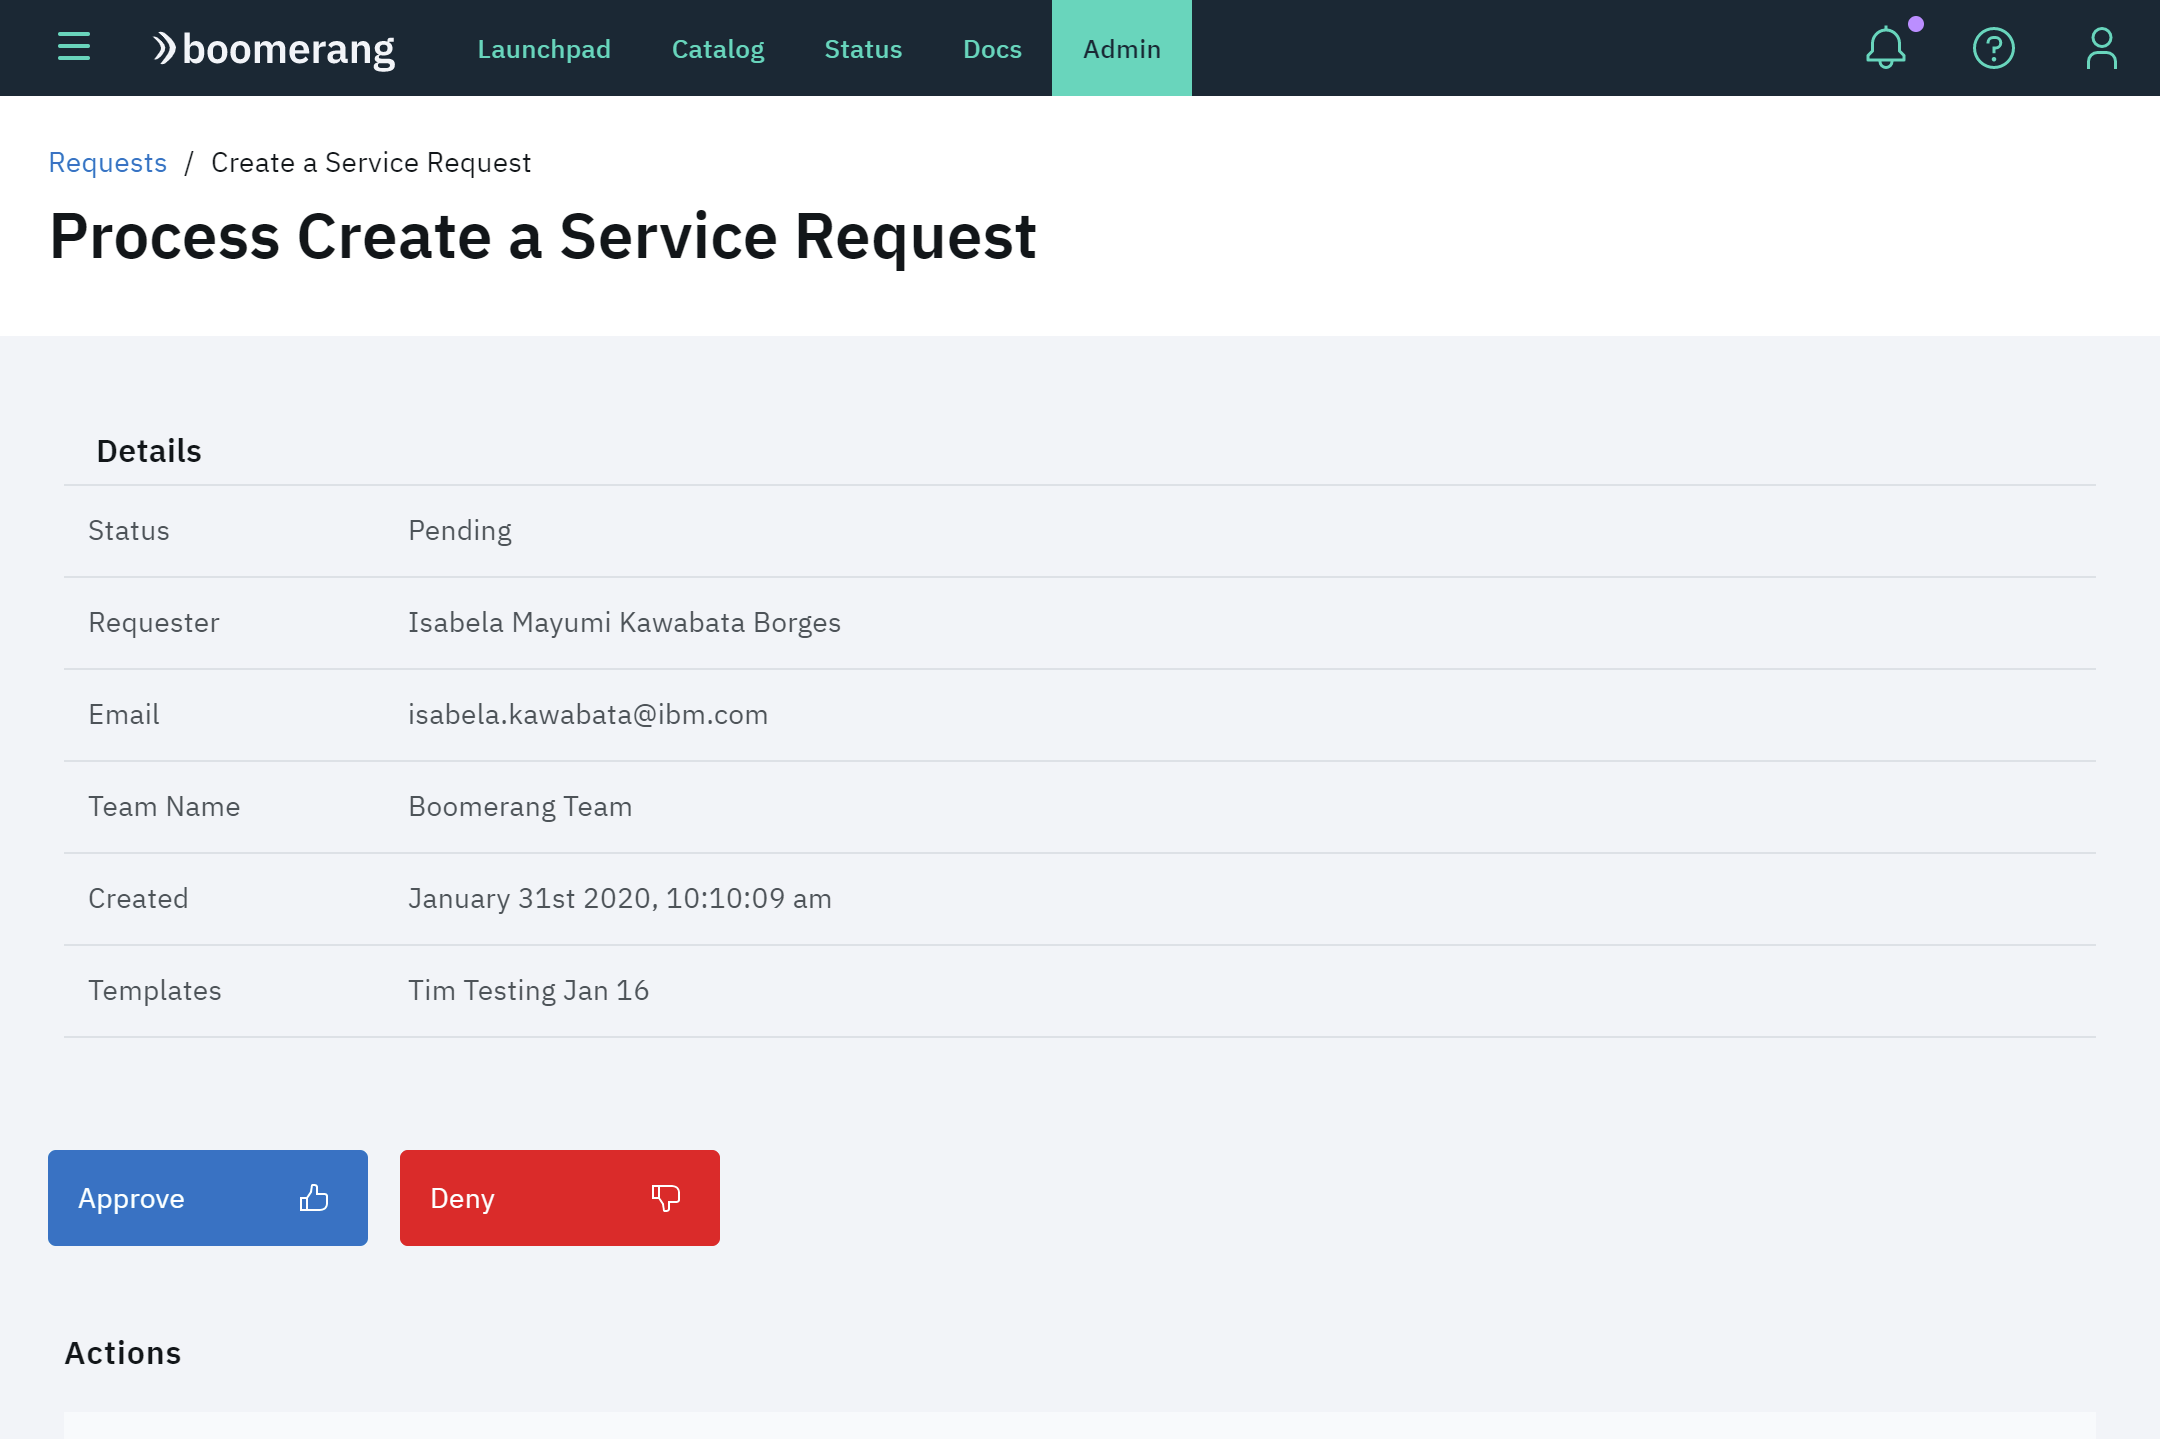 boomerang Launchpad Catalog Status Docs Admin
Requests / Create a Service Request
Process Create a Service Request
Details
Status Pending
Requester Isabela Mayumi Kawabata Borges
Email isabela.kawabata@ibm.com
Team Name Boomerang Team
Created January 31st 2020, 10:10:09 am
Templates Tim Testing Jan 16
Approve Deny
Actions